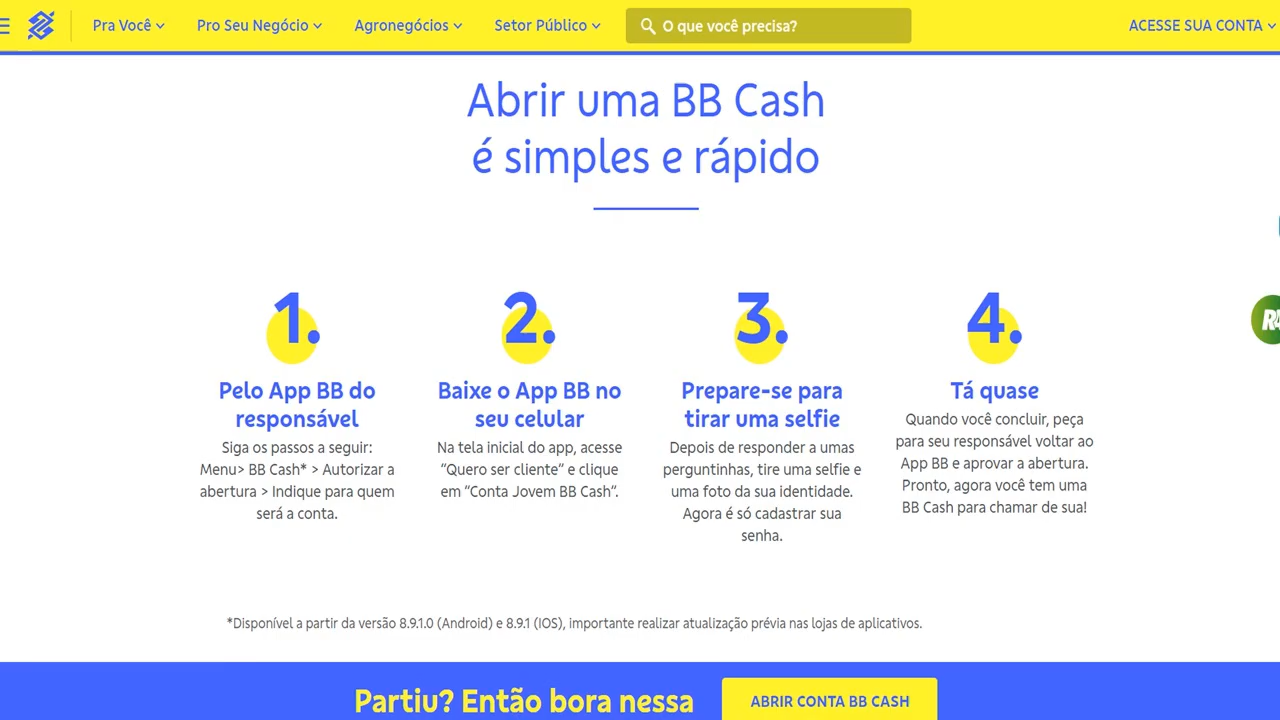 Pra Você
Pro Seu Negócio
Agronegócios
Setor Público
O que você precisa?
ACESSE SUA CONTA
Abrir uma BB Cash
é simples e rápido
1.
Pelo App BB do
responsável
Siga os passos a seguir:
Menu> BB Cash* > Autorizar a
abertura > Indique para quem
será a conta.
2.
Baixe o App BB no
seu celular
Na tela inicial do app, acesse
“Quero ser cliente” e clique
em “Conta Jovem BB Cash“.
3.
Prepare-se para
tirar uma selfie
Depois de responder a umas
perguntinhas, tire uma selfie e
uma foto da sua identidade.
Agora é só cadastrar sua
senha.
4.
Tá quase
Quando você concluir, peça
para seu responsável voltar ao
App BB e aprovar a abertura.
Pronto, agora você tem uma
BB Cash para chamar de sua!
*Disponível a partir da versão 8.9.1.0 (Android) e 8.9.1 (IOS), importante realizar atualização prévia nas lojas de aplicativos.
Partiu? Então bora nessa
ABRIR CONTA BB CASH